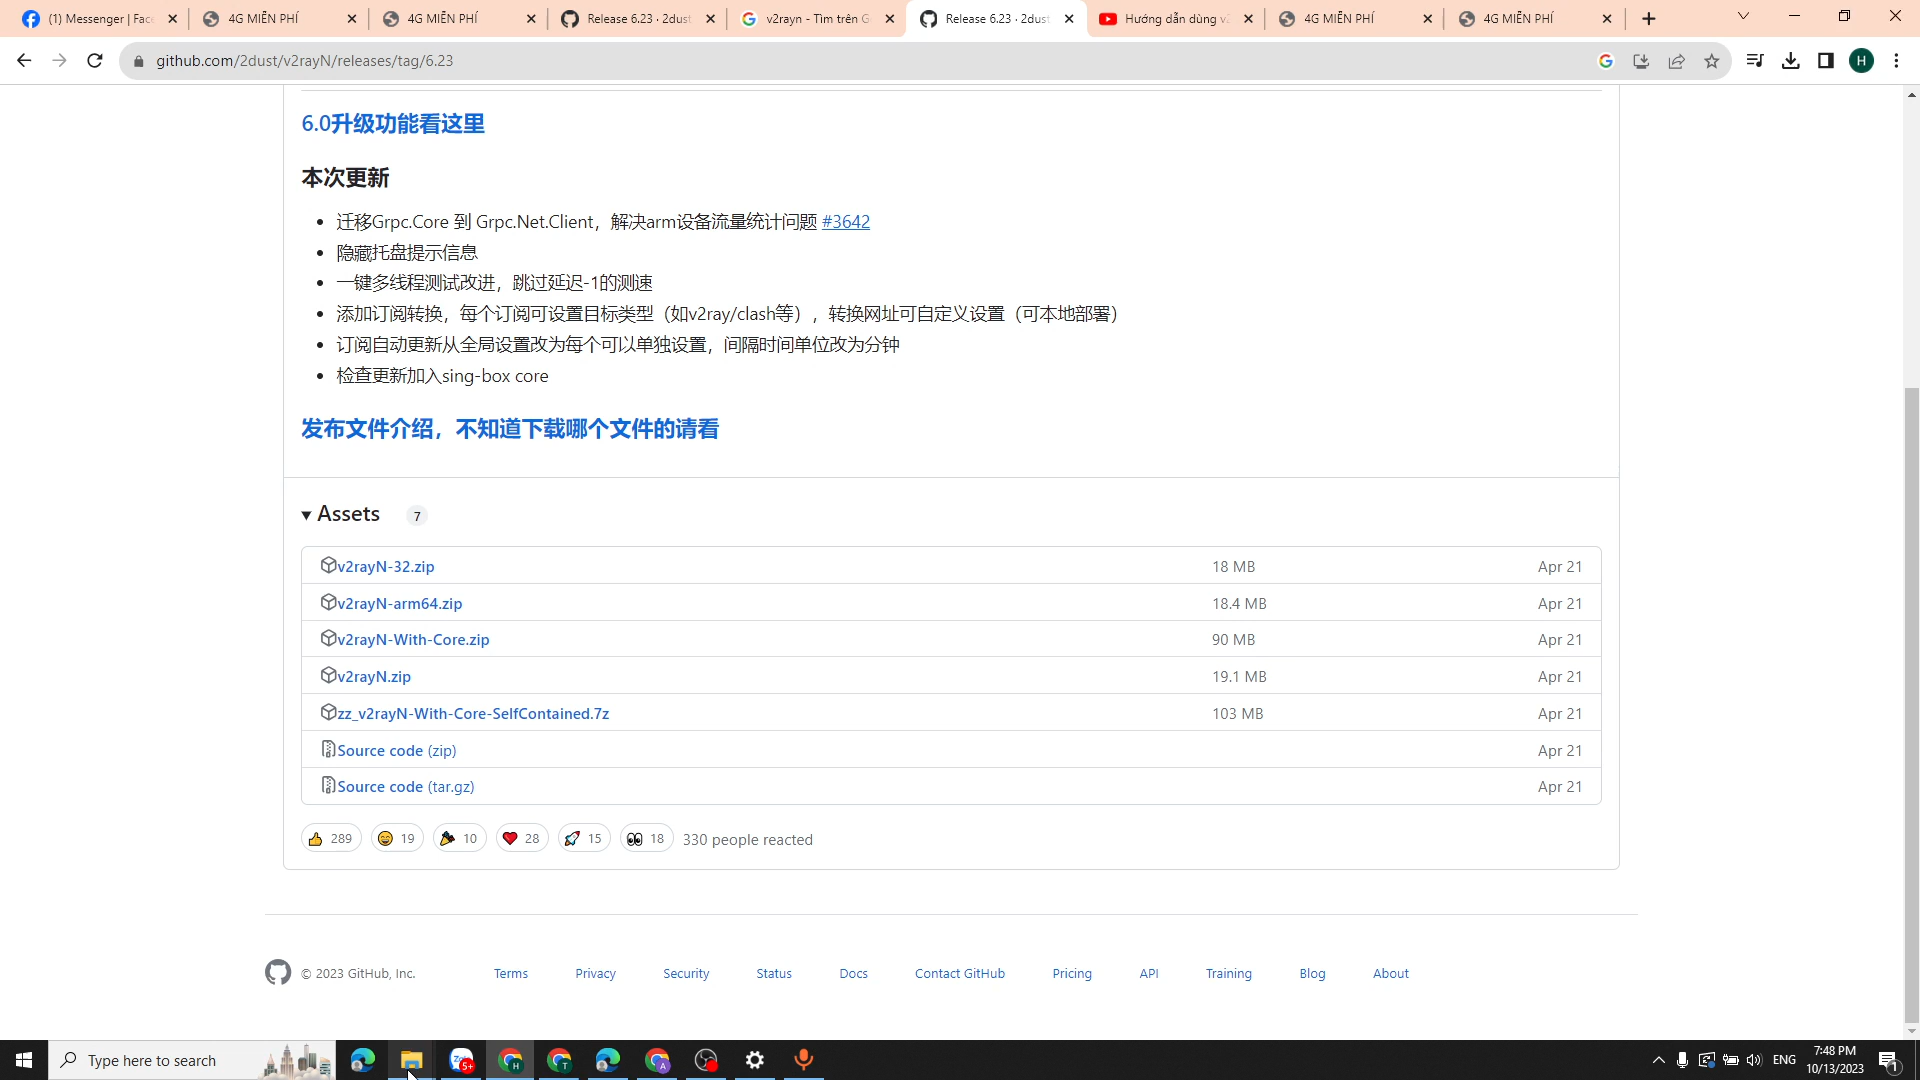 (1) Messenger | Fac
4G MIỄN PHÍ
4G MIỄN PHÍ
Release 6.23 · 2dust
v2rayn - Tìm trên G
Release 6.23 · 2dust
Hướng dẫn dùng v2
4G MIỄN PHÍ
4G MIỄN PHÍ
github.com/2dust/v2rayN/releases/tag/6.23
H
6.0升级功能看这里
本次更新
迁移Grpc.Core 到 Grpc.Net.Client，解决arm设备流量统计问题 #3642
隐藏托盘提示信息
一键多线程测试改进，跳过延迟-1的测速
添加订阅转换，每个订阅可设置目标类型（如v2ray/clash等），转换网址可自定义设置（可本地部署）
订阅自动更新从全局设置改为每个可以单独设置，间隔时间单位改为分钟
检查更新加入sing-box core
发布文件介绍，不知道下载哪个文件的请看
Assets 7
v2rayN-32.zip 18 MB Apr 21
v2rayN-arm64.zip 18.4 MB Apr 21
v2rayN-With-Core.zip 90 MB Apr 21
v2rayN.zip 19.1 MB Apr 21
zz_v2rayN-With-Core-SelfContained.7z 103 MB Apr 21
Source code (zip) Apr 21
Source code (tar.gz) Apr 21
289 19 10 28 15 18 330 people reacted
© 2023 GitHub, Inc. Terms Privacy Security Status Docs Contact GitHub Pricing API Training Blog About
Type here to search
5+
H
T
A
ENG
7:48 PM
10/13/2023
1